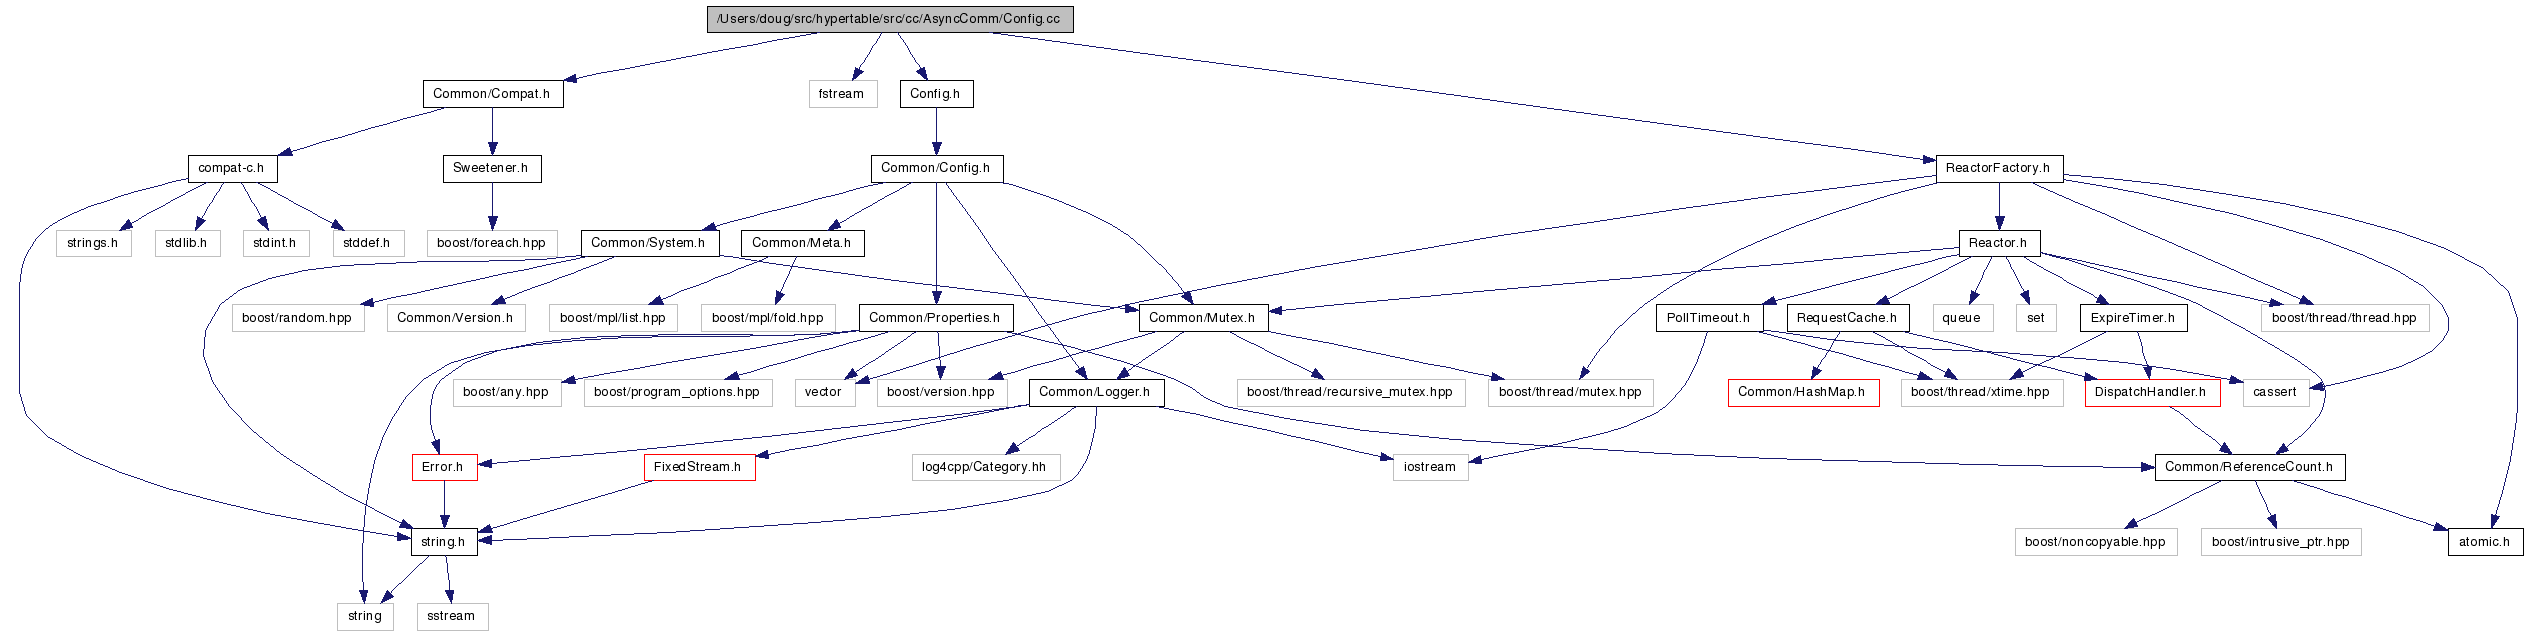 /Users/doug/src/hypertable/src/cc/AsyncComm/Config.cc
Common/Compat.h
fstream
Config.h
compat-c.h
Sweetener.h
Common/Config.h
ReactorFactory.h
strings.h
stdlib.h
stdint.h
stddef.h
boost/foreach.hpp
Common/System.h
Common/Meta.h
Reactor.h
boost/random.hpp
Common/Version.h
boost/mpl/list.hpp
boost/mpl/fold.hpp
Common/Properties.h
Common/Mutex.h
PollTimeout.h
RequestCache.h
queue
set
ExpireTimer.h
boost/thread/thread.hpp
boost/any.hpp
boost/program_options.hpp
vector
boost/version.hpp
Common/Logger.h
boost/thread/recursive_mutex.hpp
boost/thread/mutex.hpp
Common/HashMap.h
boost/thread/xtime.hpp
DispatchHandler.h
cassert
Error.h
FixedStream.h
log4cpp/Category.hh
iostream
Common/ReferenceCount.h
string.h
boost/noncopyable.hpp
boost/intrusive_ptr.hpp
atomic.h
string
sstream